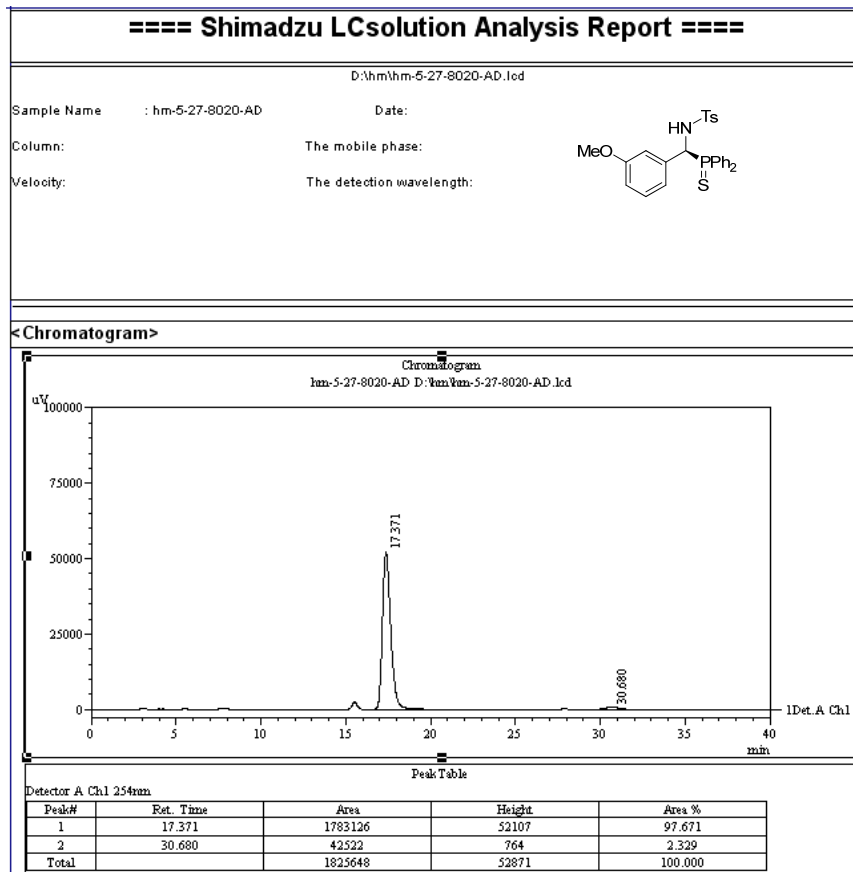 ==== Shimadzu LCsolution Analysis Report ====
D:\hm\hm-5-27-8020-AD.lcd
Sample Name : hm-5-27-8020-AD Date:
Column: The mobile phase:
Velocity: The detection wavelength:
HN Ts
MeO
PPh2
S
<Chromatogram>
Chromatogram
hm-5-27-8020-AD D:\hm\hm-5-27-8020-AD.lcd
uV
100000
75000
50000
25000
0
17.371
30.680
1Det.A Ch1
0 5 10 15 20 25 30 35 40
min
PeakTable
Detector A Ch1 254nm
Peak# Ret. Time Area Height Area %
1 17.371 1783126 52107 97.671
2 30.680 42522 764 2.329
Total 1825648 52871 100.000